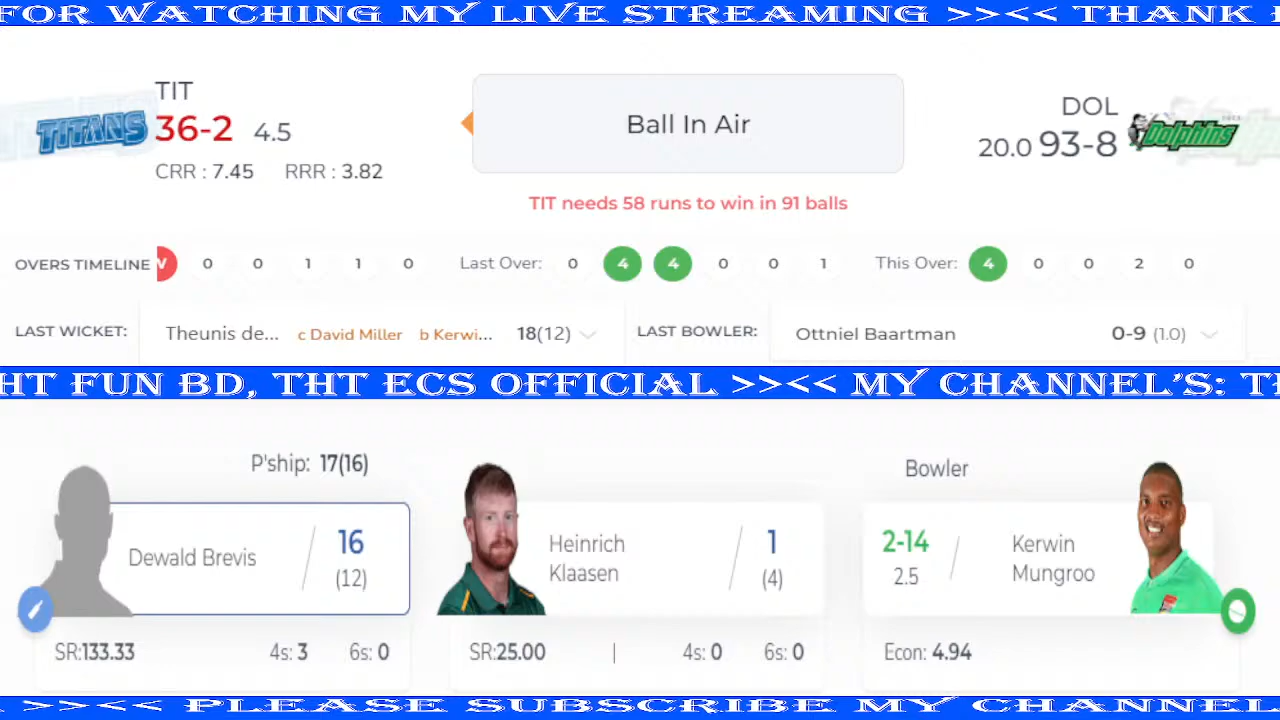 FOR WATCHING MY LIVE STREAMING >><< THANK
TIT
36-2 4.5
CRR : 7.45 RRR : 3.82
TITANS
Ball In Air
TIT needs 58 runs to win in 91 balls
DOL
20.0 93-8
Dolphins
OVERS TIMELINE 0 0 1 1 0 Last Over: 0 4 4 0 0 1 This Over: 4 0 0 2 0
LAST WICKET: Theunis de... c David Miller b Kerwi... 18(12) LAST BOWLER: Ottniel Baartman 0-9 (1.0)
HT FUN BD, THT ECS OFFICIAL >><< MY CHANNEL'S:
P'ship: 17(16)
Dewald Brevis 16
(12)
SR:133.33 4s: 3 6s: 0
Heinrich
Klaasen
1
(4)
SR:25.00 | 4s: 0 6s: 0
Bowler
2-14
2.5
Kerwin
Mungroo
Econ: 4.94
>><< PLEASE SUBSCRIBE MY CHANNEL